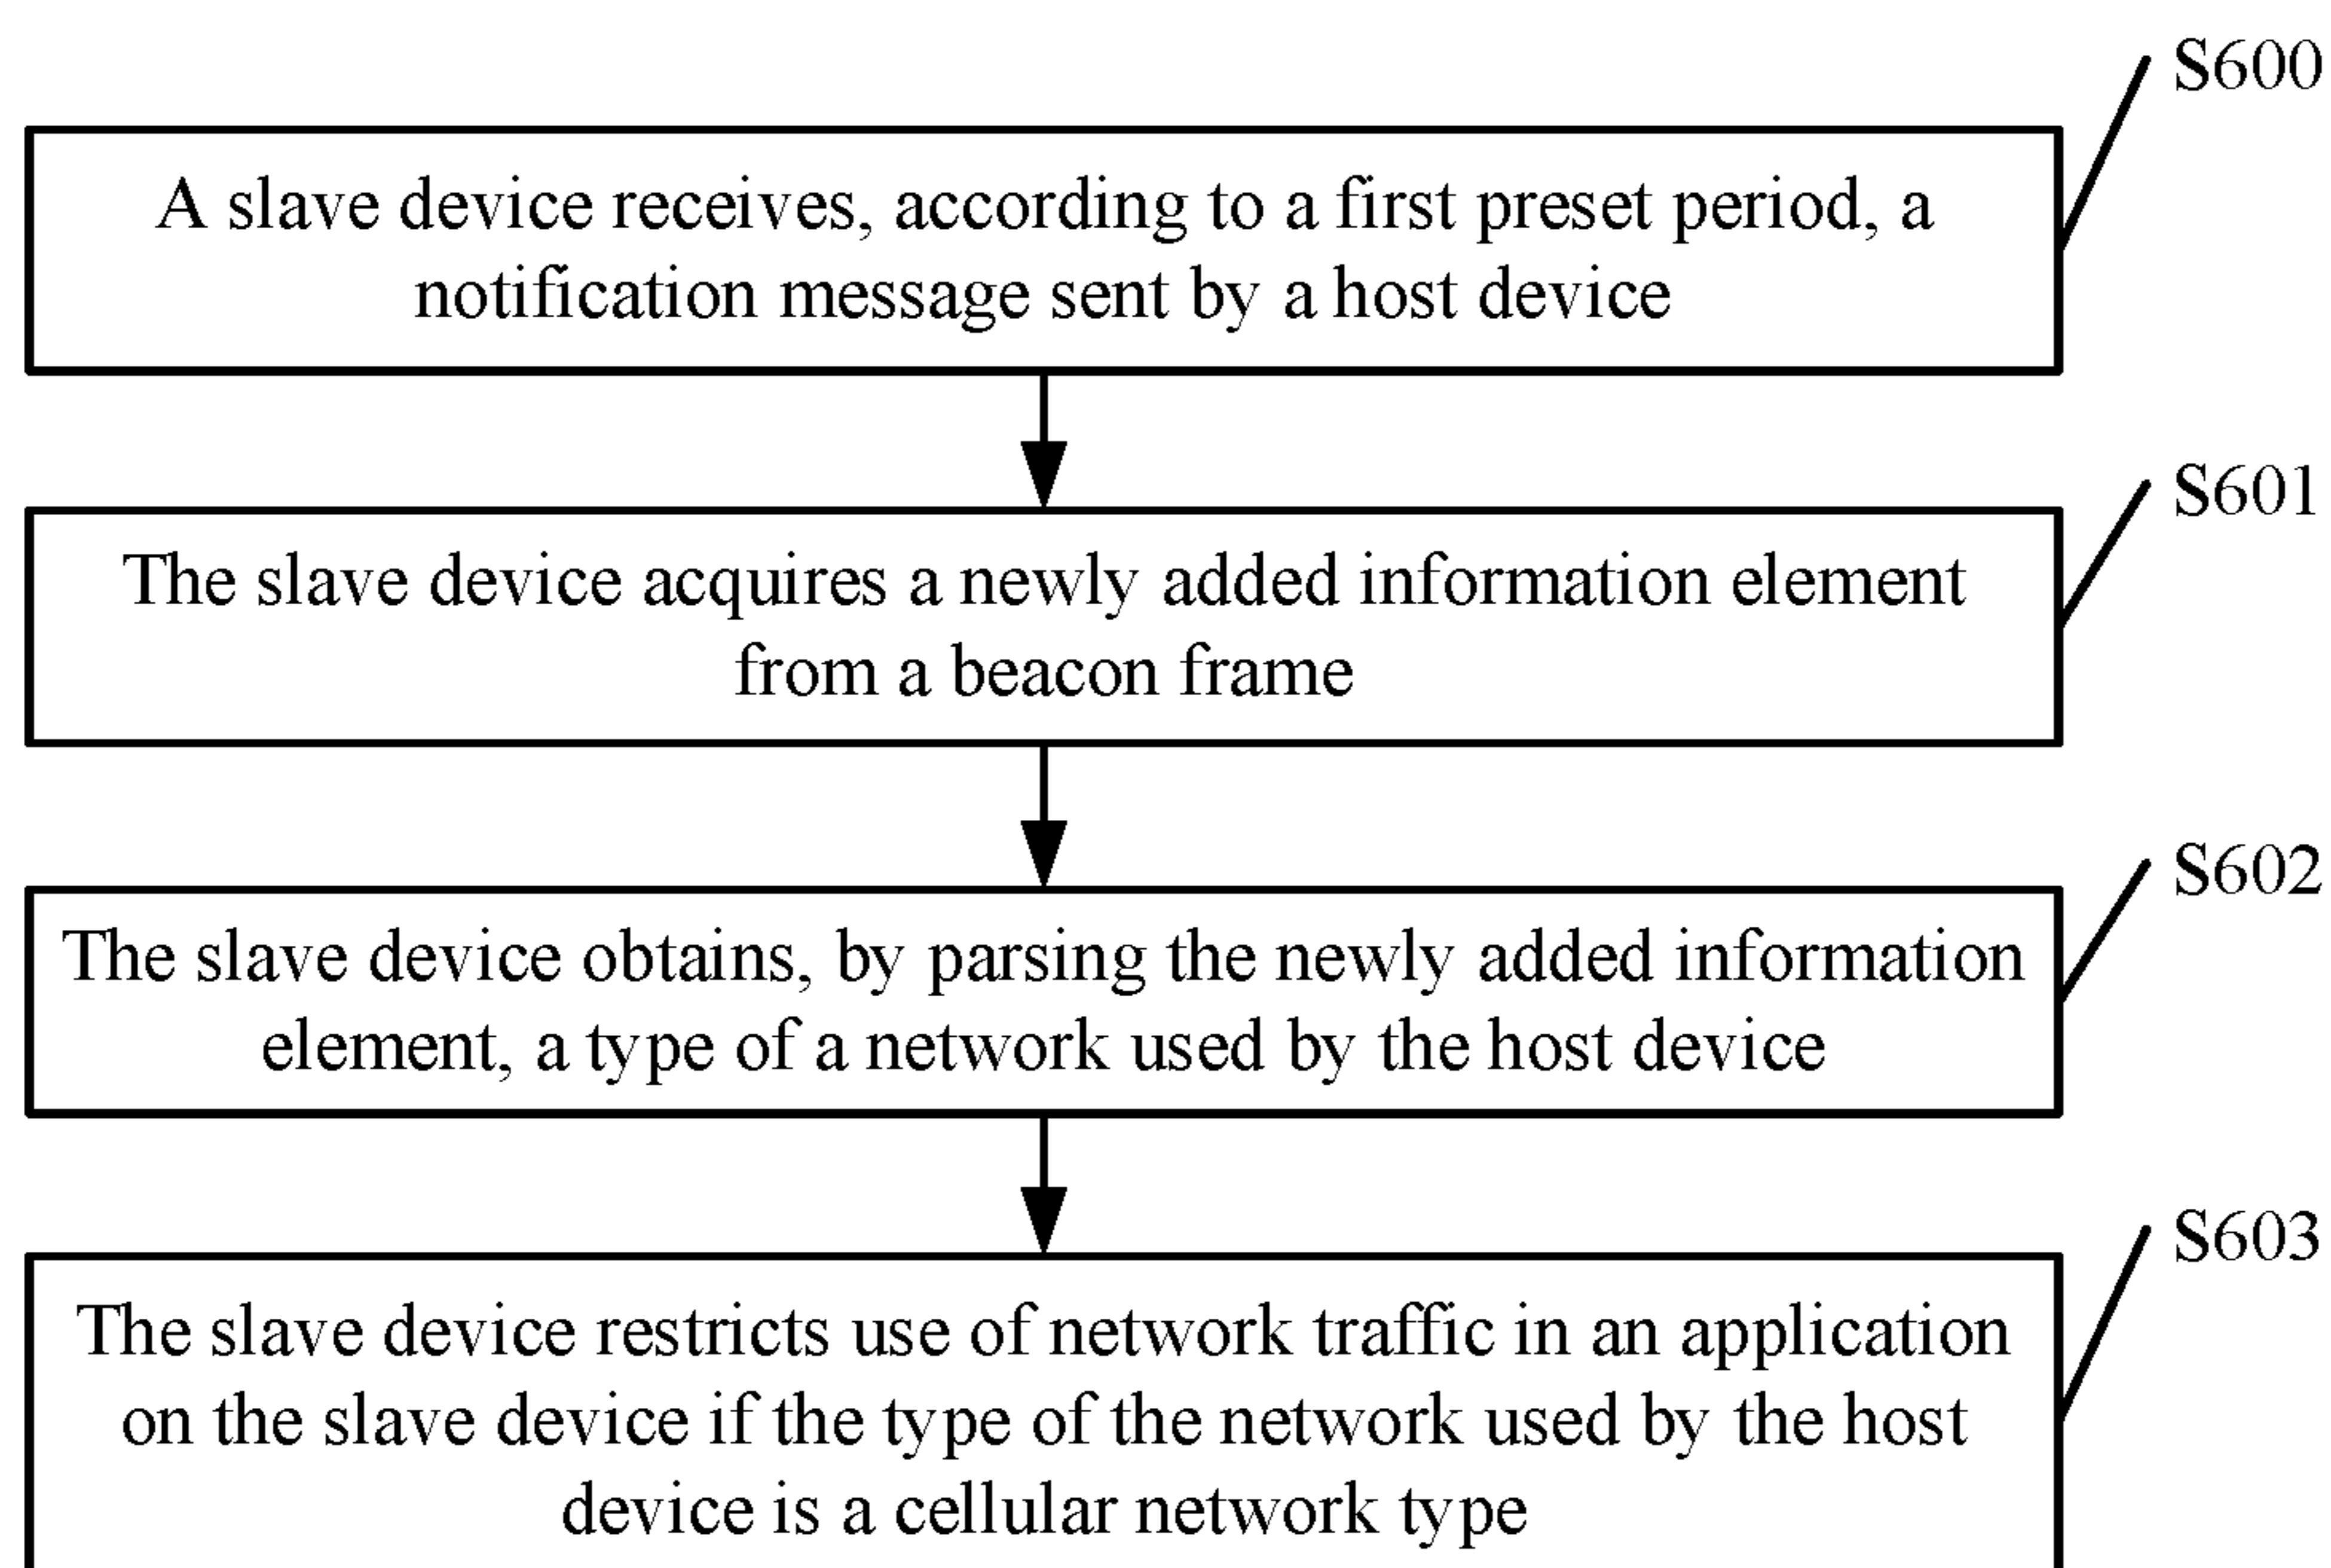 S600
A slave device receives, according to a first preset period, a
notification message sent by a host device
S601
The slave device acquires a newly added information element
from a beacon frame
S602
The slave device obtains, by parsing the newly added information
element, a type of a network used by the host device
S603
The slave device restricts use of network traffic in an application
on the slave device if the type of the network used by the host
device is a cellular network type